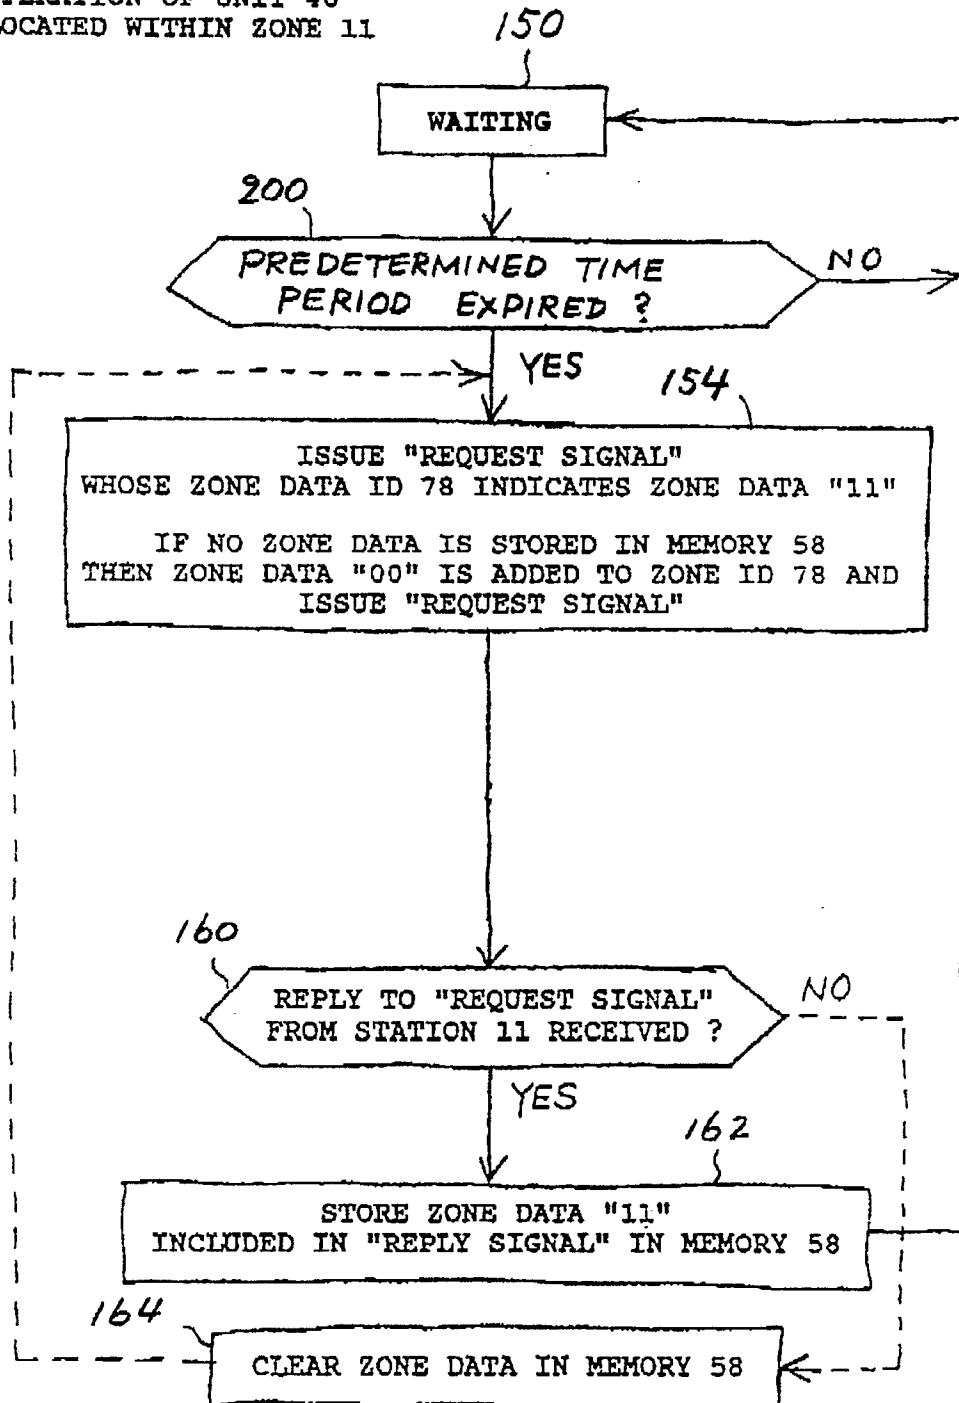 OF UNIT 40
LOCATED WITHIN ZONE 11
150
WAITING
200
PREDETERMINED TIME
PERIOD EXPIRED ?
NO
YES
154
ISSUE "REQUEST SIGNAL"
WHOSE ZONE DATA ID 78 INDICATES ZONE DATA "11"
IF NO ZONE DATA IS STORED IN MEMORY 58
THEN ZONE DATA "00" IS ADDED TO ZONE ID 78 AND
ISSUE "REQUEST SIGNAL"
160
REPLY TO "REQUEST SIGNAL"
FROM STATION 11 RECEIVED ?
NO
YES
162
STORE ZONE DATA "11"
INCLUDED IN "REPLY SIGNAL" IN MEMORY 58
164
CLEAR ZONE DATA IN MEMORY 58